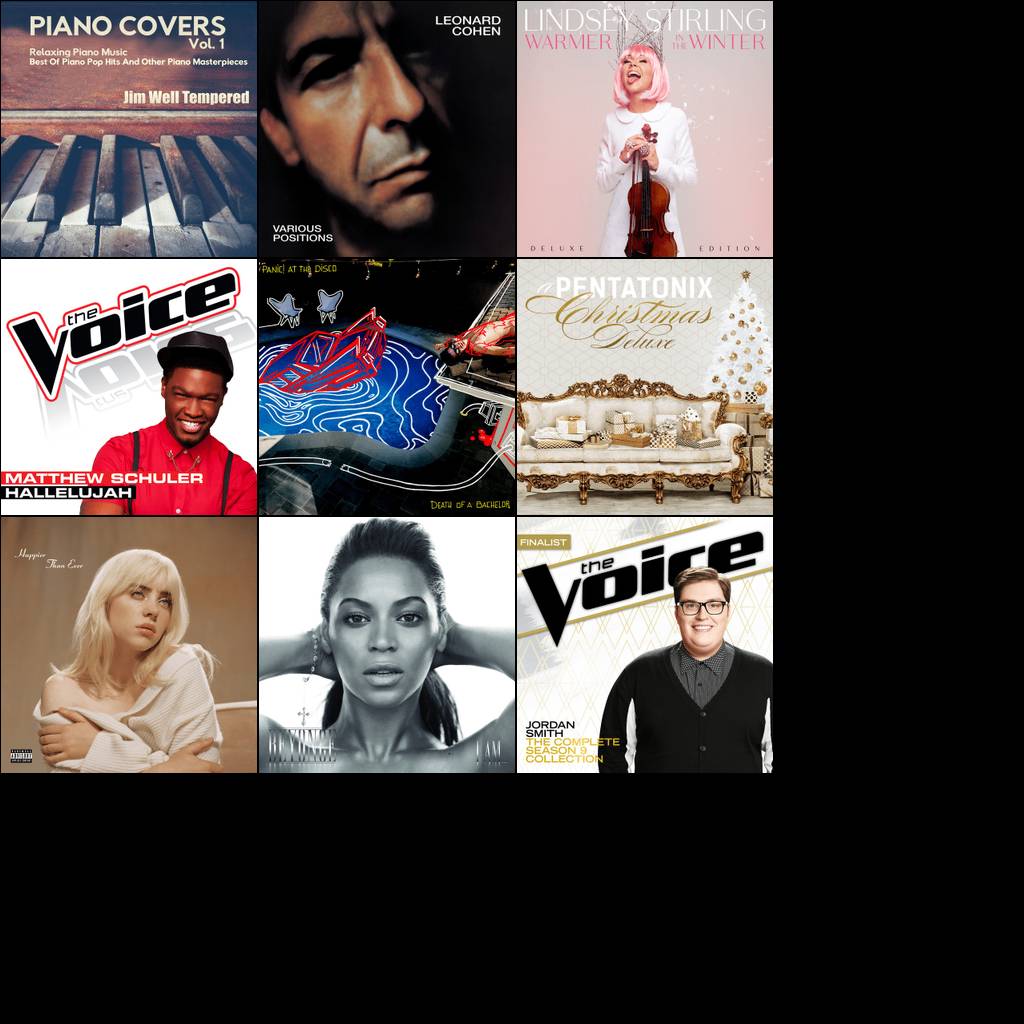 PIANO COVERS
Vol. 1
Relaxing Piano Music
Best Of Piano Pop Hits And Other Piano Masterpieces
Jim Well Tempered
LEONARD
COHEN
VARIOUS
POSITIONS
LINDSEY STIRLING
WARMER IN THE WINTER
DELUXE EDITION
the
Voice
MATTHEW SCHULER
HALLELUJAH
PANIC! AT THE DISCO
DEATH OF A BACHELOR
a PENTATONIX
Christmas
Deluxe
Happier
Than Ever
BEYONCÉ
I AM
FINALIST
the
Voice
JORDAN
SMITH
THE COMPLETE
SEASON 9
COLLECTION